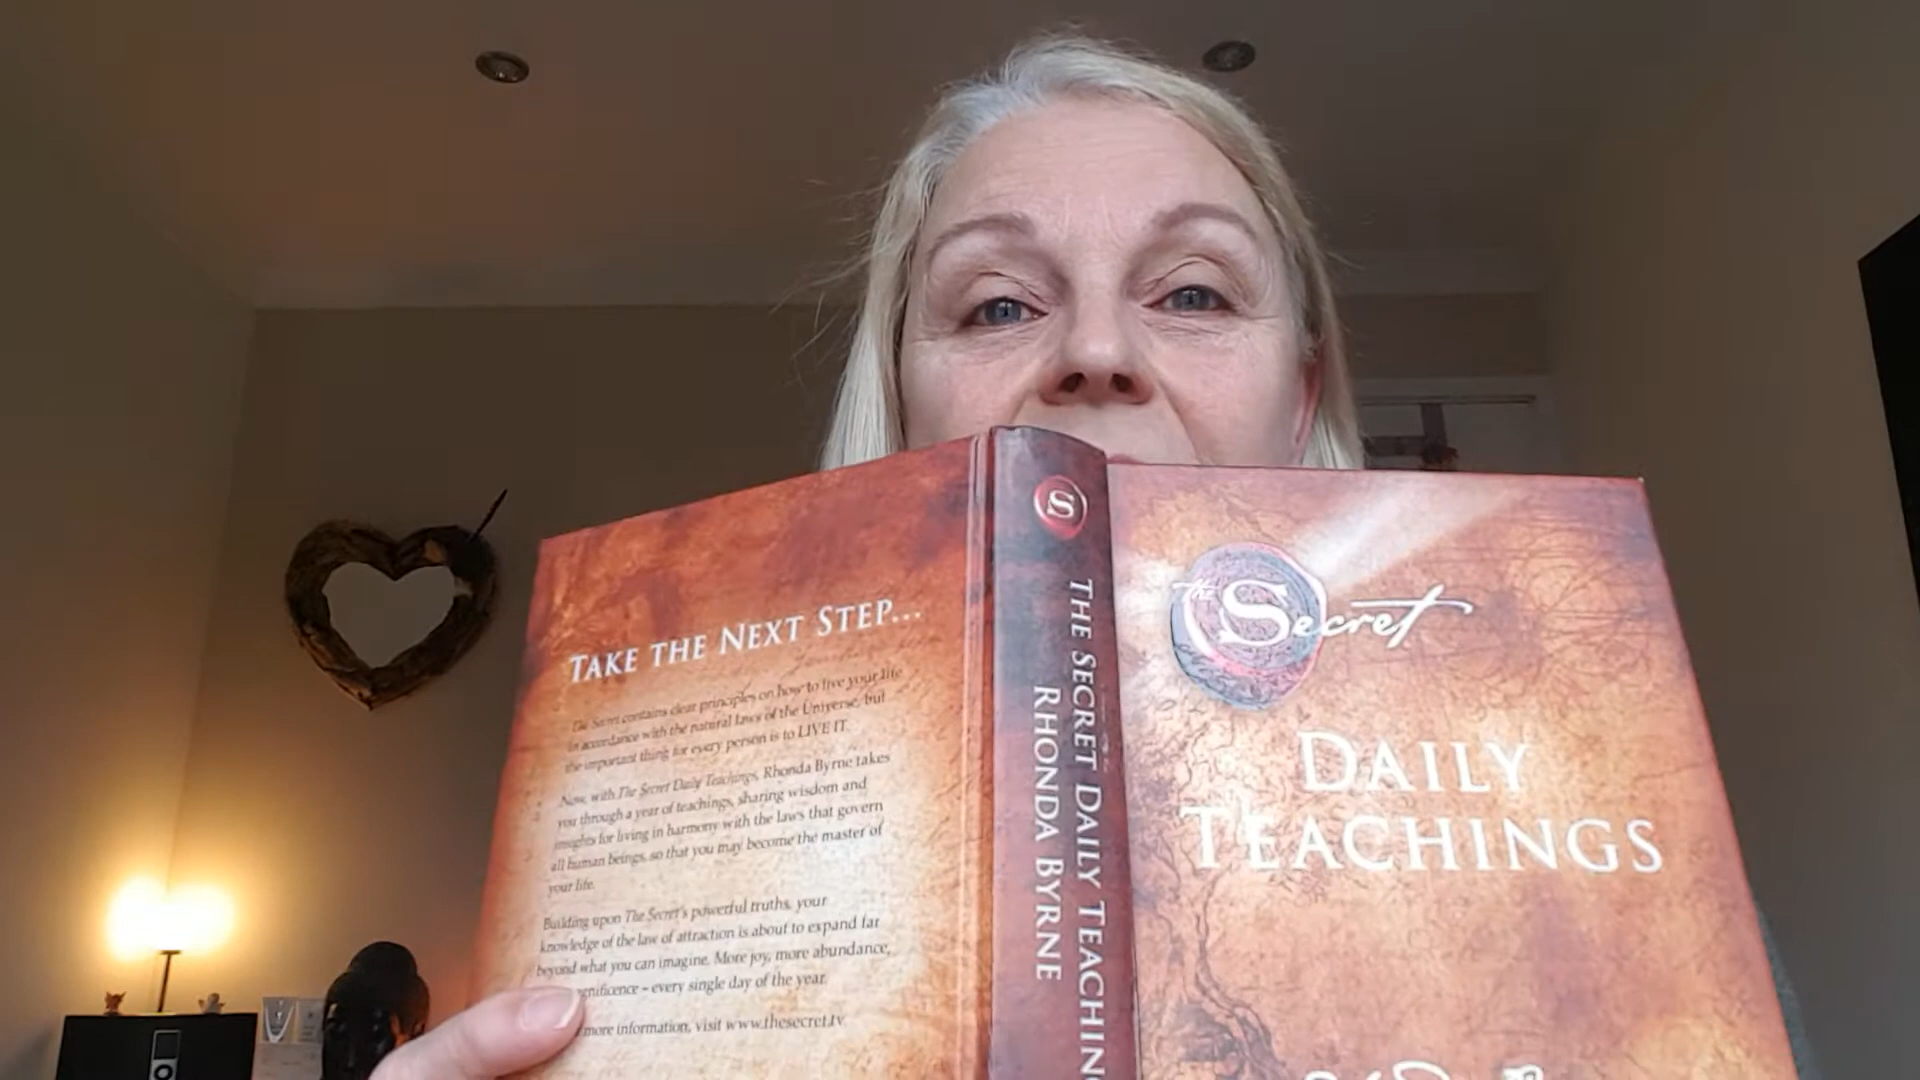 TAKE THE NEXT STEP...
The Secret contains clear principles on how to live your life
in accordance with the natural laws of the Universe, but
the important thing for every person is to LIVE IT.
Now, with The Secret Daily Teachings, Rhonda Byrne takes
you through a year of teachings, sharing wisdom and
insights for living in harmony with the laws that govern
all human beings, so that you may become the master of
your life.
Building upon The Secret's powerful truths, your
knowledge of the law of attraction is about to expand far
beyond what you can imagine. More joy, more abundance,
– every single day of the year.
more information, visit www.thesecret.tv
S
THE SECRET DAILY TEACHING
RHONDA BYRNE
The Secret
DAILY
TEACHINGS